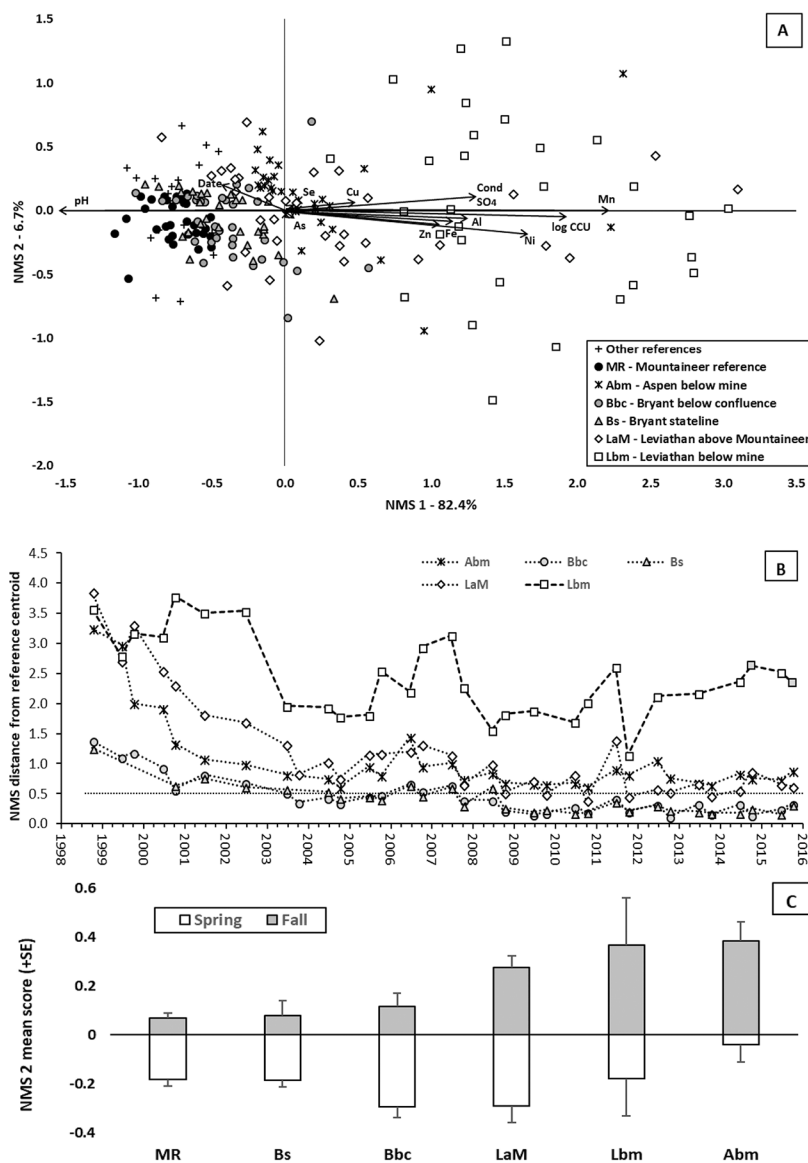 A
1.5
1.0
0.5
0.0
-0.5
-1.0
-1.5
-2.0
NMS 2 - 6.7%
pH
Date
Se
Cu
As
Cond
SO4
Mn
Al
log CCU
Zn
Fe
Ni
+ Other references
MR - Mountaineer reference
Abm - Aspen below mine
Bbc - Bryant below confluence
Bs - Bryant stateline
LaM - Leviathan above Mountaineer
Lbm - Leviathan below mine
-1.5 -1.0 -0.5 0.0 0.5 1.0 1.5 2.0 2.5 3.0 3.5
NMS 1 - 82.4%
B
4.5
4.0
3.5
3.0
2.5
2.0
1.5
1.0
0.5
0.0
NMS distance from reference centroid
Abm Bbc Bs
LaM Lbm
1998 1999 2000 2001 2002 2003 2004 2005 2006 2007 2008 2009 2010 2011 2012 2013 2014 2015 2016
C
0.6
0.4
0.2
0
-0.2
-0.4
NMS 2 mean score (+SE)
Spring Fall
MR Bs Bbc LaM Lbm Abm